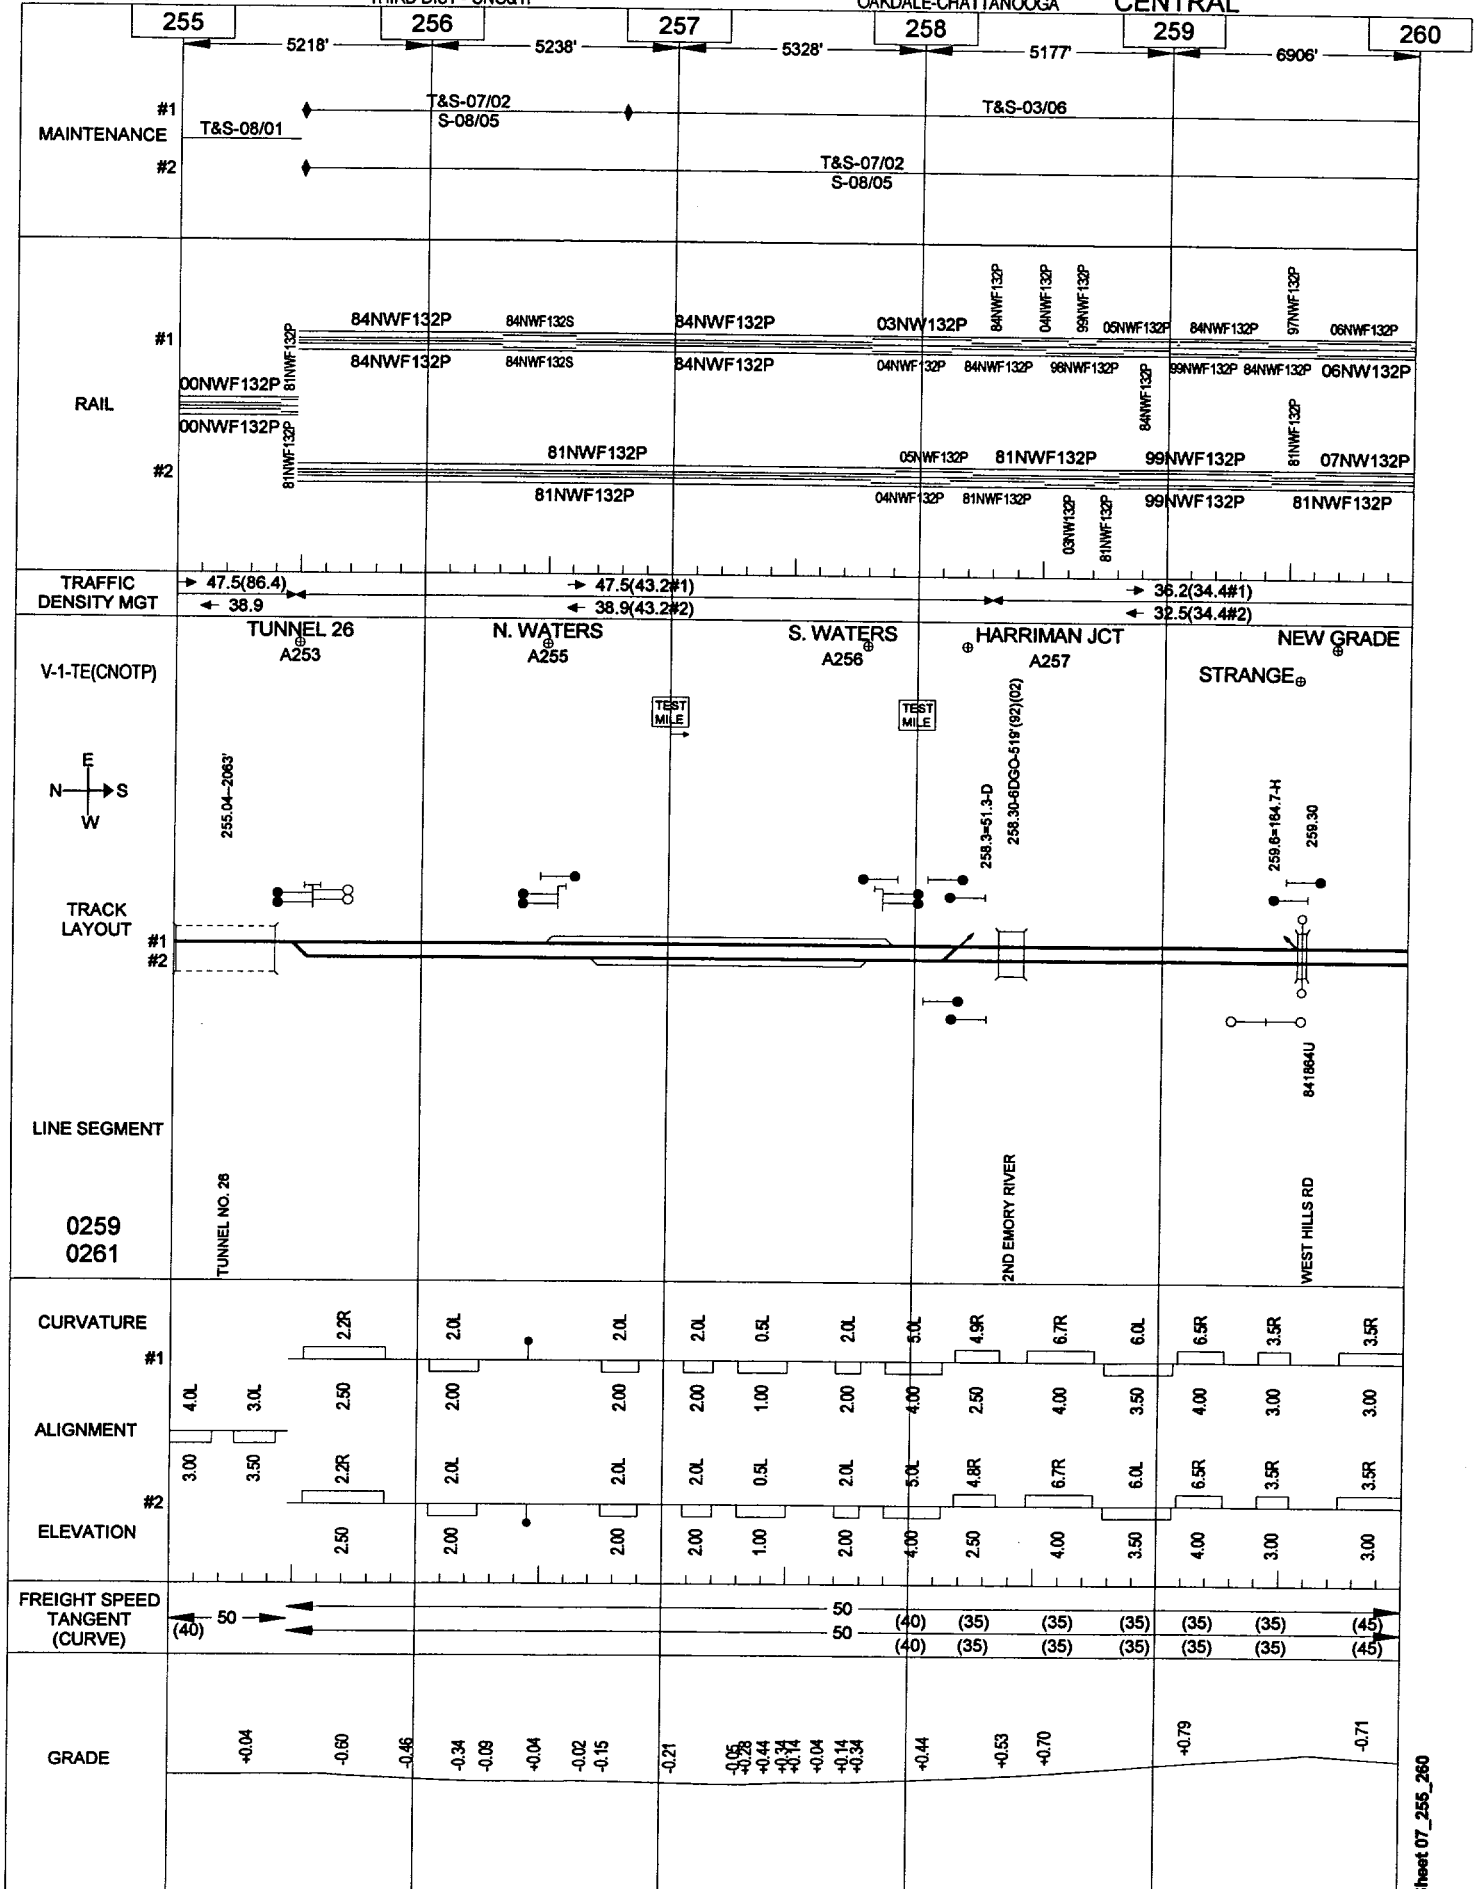 THIRD DIST - CNO&TP OAKDALE-CHATTANOOGA CENTRAL
255 256 257 258 259 260
5218' 5238' 5328' 5177' 6906'
MAINTENANCE
#1
T&S-07/02
S-08/05
T&S-03/06
T&S-08/01
#2
T&S-07/02
S-08/05
RAIL
#1
84NWF132P 84NWF132S 84NWF132P 03NW132P 84NWF132P 04NWF132P 99NWF132P 05NWF132P 84NWF132P 97NWF132P 06NWF132P
81NWF132P
84NWF132P 84NWF132S 84NWF132P 04NWF132P 84NWF132P 98NWF132P 84NWF132P 99NWF132P 84NWF132P 06NW132P
00NWF132P
00NWF132P
#2
81NWF132P
81NWF132P 05NWF132P 81NWF132P 99NWF132P 81NWF132P 07NW132P
81NWF132P 04NWF132P 81NWF132P 03NW132P 81NWF132P 99NWF132P 81NWF132P
TRAFFIC
DENSITY MGT
47.5(86.4) 47.5(43.2#1) 36.2(34.4#1)
38.9 38.9(43.2#2) 32.5(34.4#2)
V-1-TE(CNOTP)
TUNNEL 26
A253
N. WATERS
A255
S. WATERS
A256
HARRIMAN JCT
A257
NEW GRADE
STRANGE
TEST
MILE
TEST
MILE
E
N S
W
255.04--2063'
258.3=51.3-D
258.30-6DGO-519'(92)(02)
259.6=164.7-H
259.30
TRACK
LAYOUT
#1
#2
841864U
LINE SEGMENT
0259
0261
TUNNEL NO. 26
2ND EMORY RIVER
WEST HILLS RD
CURVATURE
#1
2.2R 2.0L 2.0L 2.0L 0.5L 2.0L 5.0L 4.9R 6.7R 6.0L 6.5R 3.5R 3.5R
2.50 2.00 2.00 2.00 1.00 2.00 4.00 2.50 4.00 3.50 4.00 3.00 3.00
ALIGNMENT
4.0L 3.0L
3.00 3.50
#2
2.2R 2.0L 2.0L 2.0L 0.5L 2.0L 5.0L 4.8R 6.7R 6.0L 6.5R 3.5R 3.5R
ELEVATION
2.50 2.00 2.00 2.00 1.00 2.00 4.00 2.50 4.00 3.50 4.00 3.00 3.00
FREIGHT SPEED
TANGENT
(CURVE)
50 50
(40) (40) (35) (35) (35) (35) (35) (45)
50
(40) (35) (35) (35) (35) (35) (45)
GRADE
+0.04 -0.60 -0.46 -0.34 -0.09 +0.04 -0.02 -0.15 -0.21 -0.05 +0.28 +0.44 +0.34 +0.14 +0.04 +0.14 +0.34 +0.44 +0.53 +0.70 +0.79 -0.71
Sheet 07_255_260